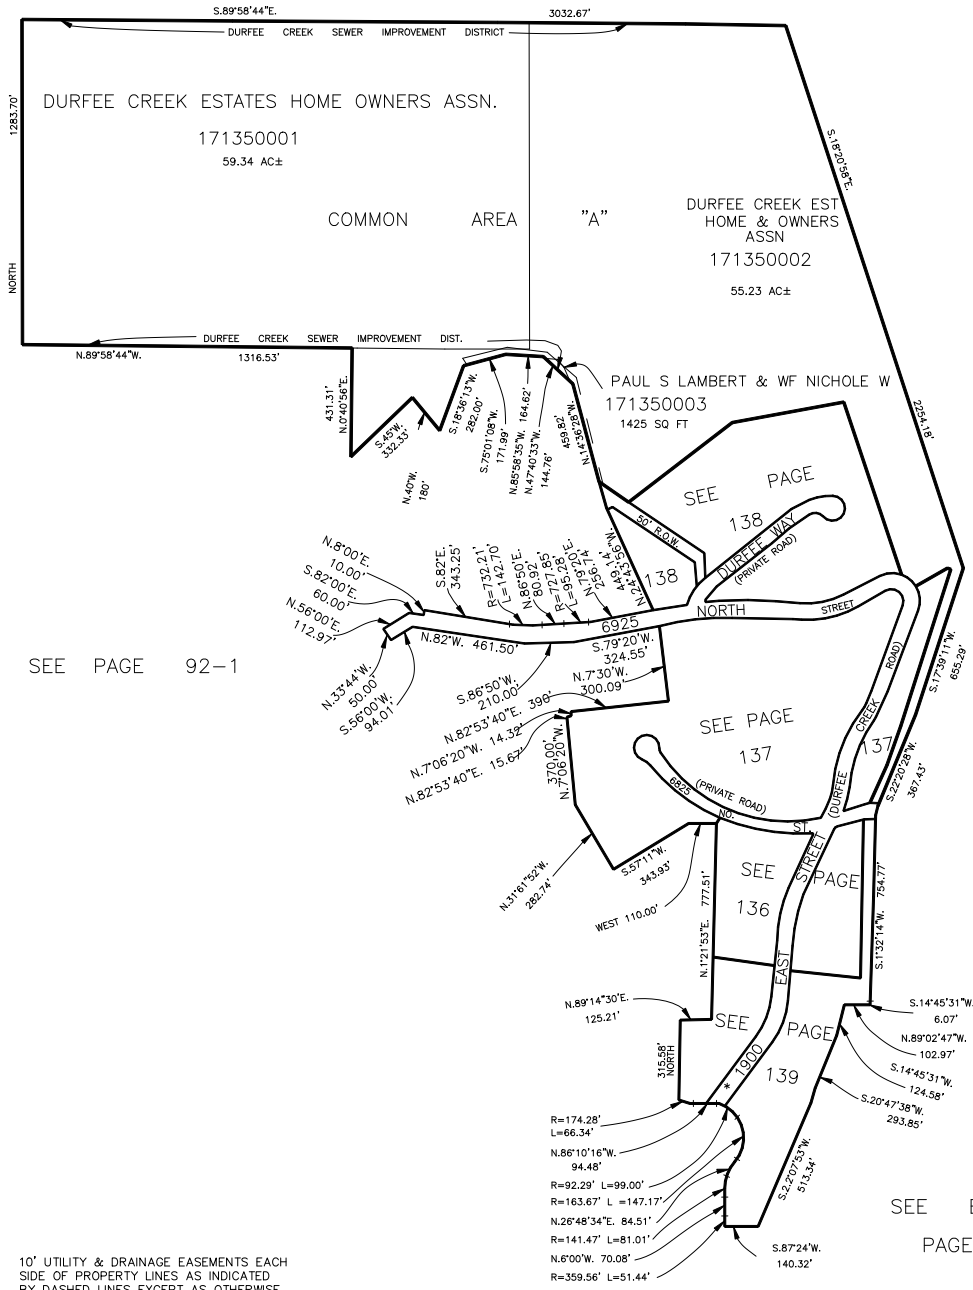 S.89°58'44"E.
3032.67'
DURFEE CREEK SEWER IMPROVEMENT DISTRICT
DURFEE CREEK ESTATES HOME OWNERS ASSN.
171350001
59.34 AC±
1283.70'
NORTH
COMMON AREA "A"
DURFEE CREEK EST
HOME & OWNERS
ASSN
171350002
55.23 AC±
S.18°20'58"E.
2254.18'
DURFEE CREEK SEWER IMPROVEMENT DIST.
N.89°58'44"W.
1316.53'
431.31'
N.0°40'56"E.
S.45°W.
332.33'
N.40°W.
180'
S.18°36'13"W.
282.00'
S.75°01'08"W.
171.99'
N.85°58'35"W. 164.62'
N.47°40'33"W.
144.76'
459.82'
N.14°36'28"W.
PAUL S LAMBERT & WF NICHOLE W
171350003
1425 SQ FT
SEE PAGE
138
50' R.O.W.
138
DURFEE WAY
(PRIVATE ROAD)
N.8°00'E.
10.00'
S.82°00'E.
60.00'
N.56°00'E.
112.97'
S.82°E.
343.25'
R=732.21'
L=142.70'
N.86°50'E.
80.92'
R=727.85'
L=95.28'
N.79°20'E.
256.74'
449.14'
N.24°43'56"W.
6925
NORTH
STREET
N.82°W. 461.50'
S.79°20'W.
324.55'
N.7°30'W.
300.09'
S.86°50'W.
210.00'
N.33°44'W.
50.00'
S.56°00'W.
94.01'
SEE PAGE 92-1
N.82°53'40"E. 390'
N.7°06'20"W. 14.32'
N.82°53'40"E. 15.67'
370.00'
N.7°06'20"W.
SEE PAGE
137
(DURFEE CREEK ROAD)
137
S.17°39'11"W.
655.29'
S.22°20'28"W.
367.43'
6825
(PRIVATE ROAD)
NO.
ST.
N.31°61'52"W.
282.74'
S.57°11'W.
343.93'
WEST 110.00'
SEE PAGE
136
STREET
EAST
N.1°21'53"E. 777.51'
S.1°32'14"W. 754.77'
N.89°14'30"E.
125.21'
SEE PAGE
139
* 1900
315.58'
NORTH
S.14°45'31"W.
6.07'
N.89°02'47"W.
102.97'
S.14°45'31"W.
124.58'
S.20°47'38"W.
293.85'
R=174.28'
L=66.34'
N.86°10'16"W.
94.48'
R=92.29' L=99.00'
R=163.67' L =147.17'
N.26°48'34"E. 84.51'
R=141.47' L=81.01'
N.6°00'W. 70.08'
R=359.56' L=51.44'
S.2.2°07'53"W.
513.34'
S.87°24'W.
140.32'
SEE
PAGE
10' UTILITY & DRAINAGE EASEMENTS EACH
SIDE OF PROPERTY LINES AS INDICATED
BY DASHED LINES EXCEPT AS OTHERWISE